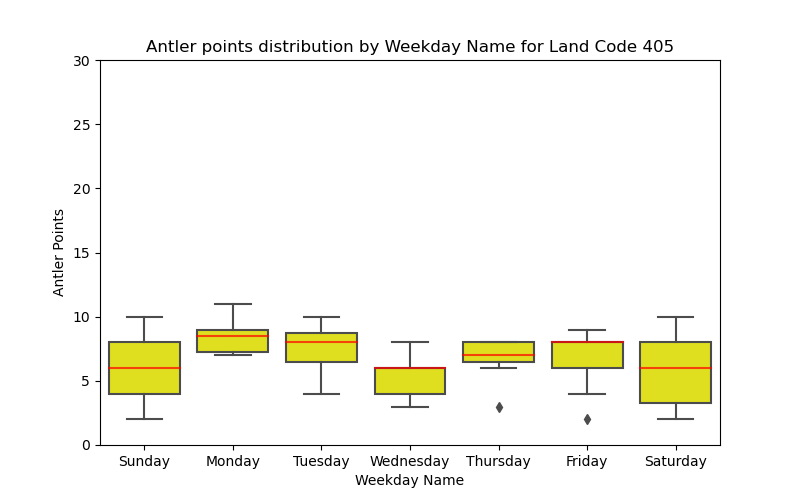 Antler points distribution by Weekday Name for Land Code 405
30
25
20
15
10
5
0
Antler Points
Sunday Monday Tuesday Wednesday Thursday Friday Saturday
Weekday Name